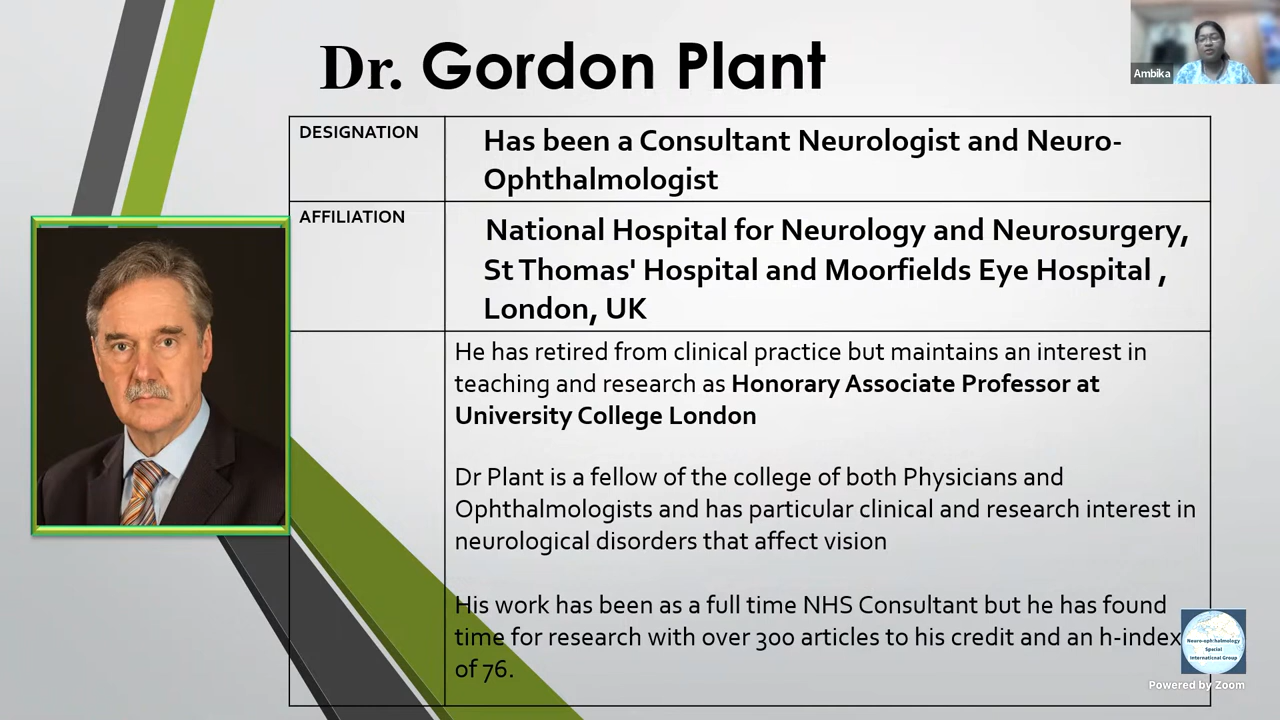 Dr. Gordon Plant
Ambika
DESIGNATION
Has been a Consultant Neurologist and Neuro-
Ophthalmologist
AFFILIATION
National Hospital for Neurology and Neurosurgery,
St Thomas' Hospital and Moorfields Eye Hospital ,
London, UK
He has retired from clinical practice but maintains an interest in
teaching and research as Honorary Associate Professor at
University College London
Dr Plant is a fellow of the college of both Physicians and
Ophthalmologists and has particular clinical and research interest in
neurological disorders that affect vision
His work has been as a full time NHS Consultant but he has found
time for research with over 300 articles to his credit and an h-index
of 76.
Neuro-ophthalmology
Special
International Group
Powered by Zoom